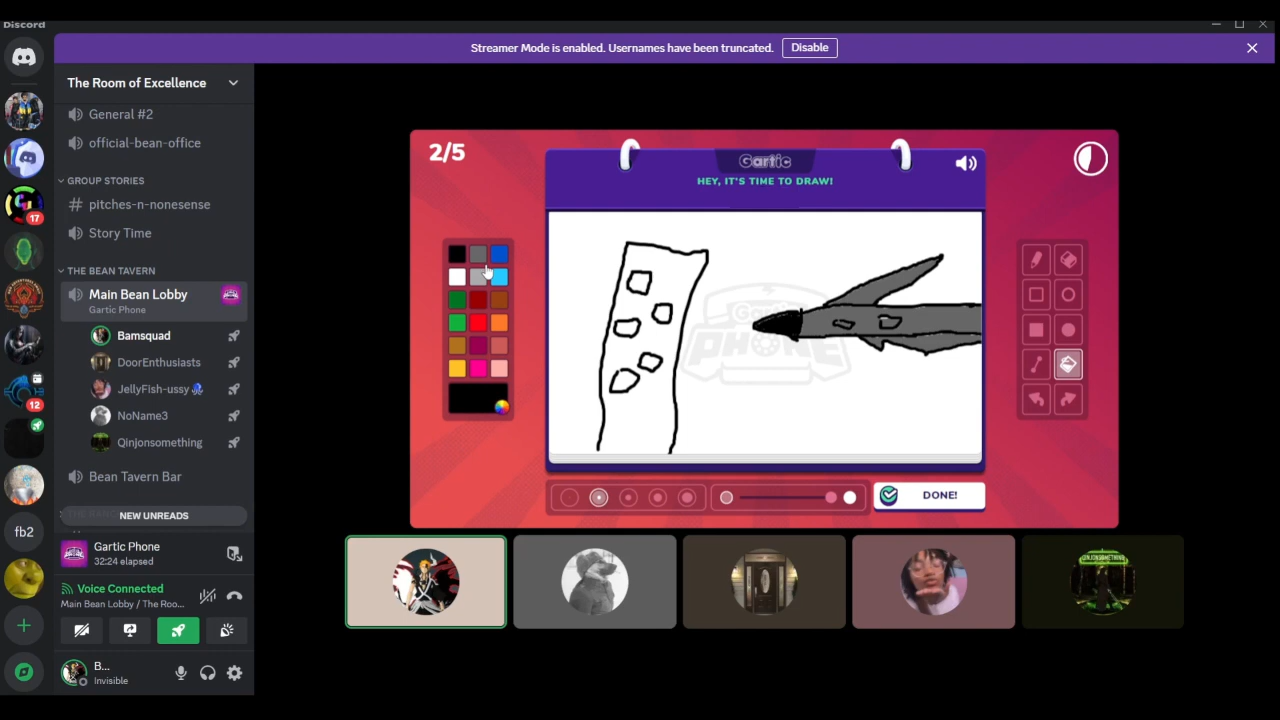 Discord
Streamer Mode is enabled. Usernames have been truncated.
Disable
The Room of Excellence
General #2
official-bean-office
GROUP STORIES
pitches-n-nonesense
Story Time
THE BEAN TAVERN
Main Bean Lobby
Gartic Phone
Bamsquad
DoorEnthusiasts
JellyFish-ussy
NoName3
Qinjonsomething
Bean Tavern Bar
NEW UNREADS
Gartic Phone
32:24 elapsed
Voice Connected
Main Bean Lobby / The Roo...
B...
Invisible
17
12
fb2
2/5
Gartic
HEY, IT'S TIME TO DRAW!
Gartic
PHONE
DONE!
QINJONSOMETHING